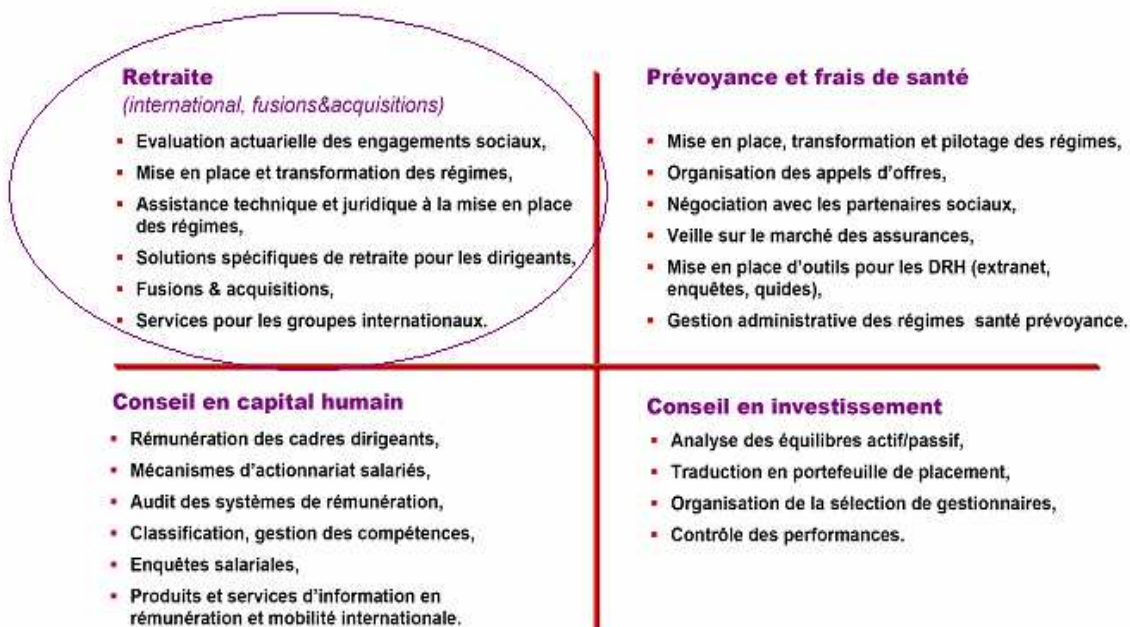 Retraite
(international, fusions&acquisitions)
▪ Evaluation actuarielle des engagements sociaux,
▪ Mise en place et transformation des régimes,
▪ Assistance technique et juridique à la mise en place
des régimes,
▪ Solutions spécifiques de retraite pour les dirigeants,
▪ Fusions & acquisitions,
▪ Services pour les groupes internationaux.
Prévoyance et frais de santé
▪ Mise en place, transformation et pilotage des régimes,
▪ Organisation des appels d'offres,
▪ Négociation avec les partenaires sociaux,
▪ Veille sur le marché des assurances,
▪ Mise en place d'outils pour les DRH (extranet,
enquêtes, quides),
▪ Gestion administrative des régimes santé prévoyance.
Conseil en capital humain
▪ Rémunération des cadres dirigeants,
▪ Mécanismes d'actionnariat salariés,
▪ Audit des systèmes de rémunération,
▪ Classification, gestion des compétences,
▪ Enquêtes salariales,
▪ Produits et services d'information en
rémunération et mobilité internationale.
Conseil en investissement
▪ Analyse des équilibres actif/passif,
▪ Traduction en portefeuille de placement,
▪ Organisation de la sélection de gestionnaires,
▪ Contrôle des performances.